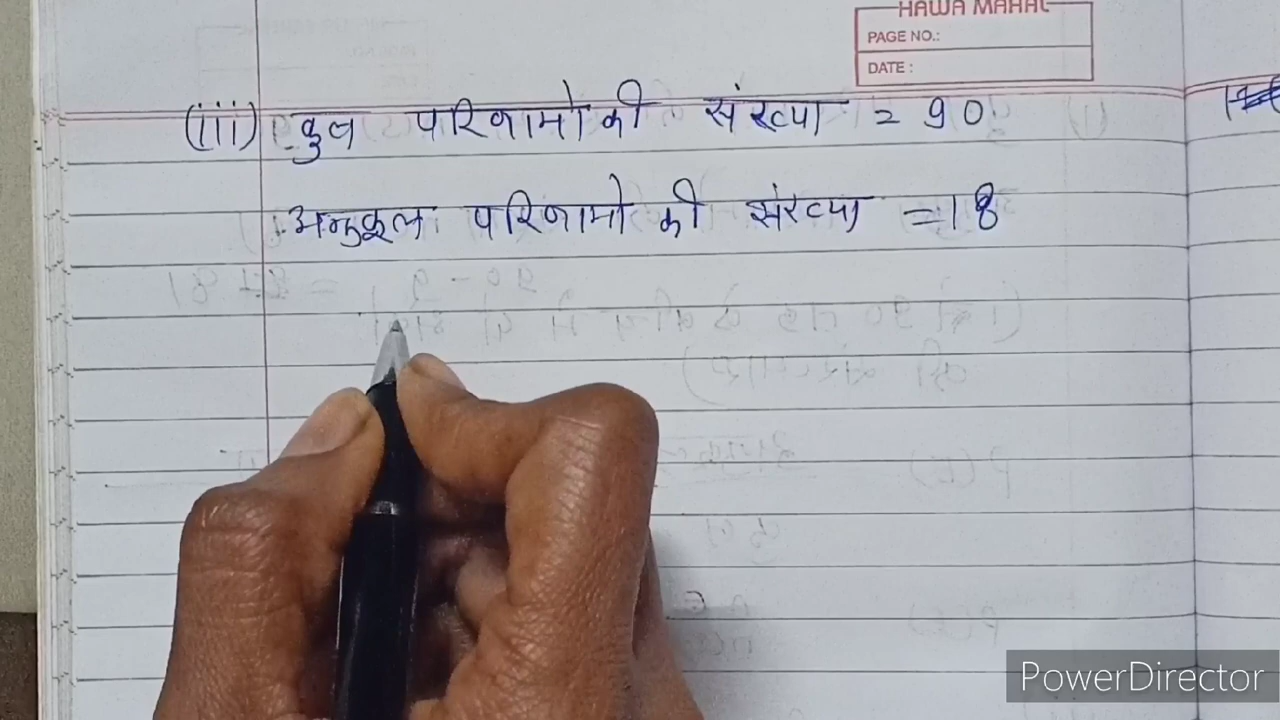 HAWA MAHAL
PAGE NO.:
DATE :
(iii) कुल परिणामो की संख्या = 90
अनुकूल परिणामो की संख्या = 18
PowerDirector